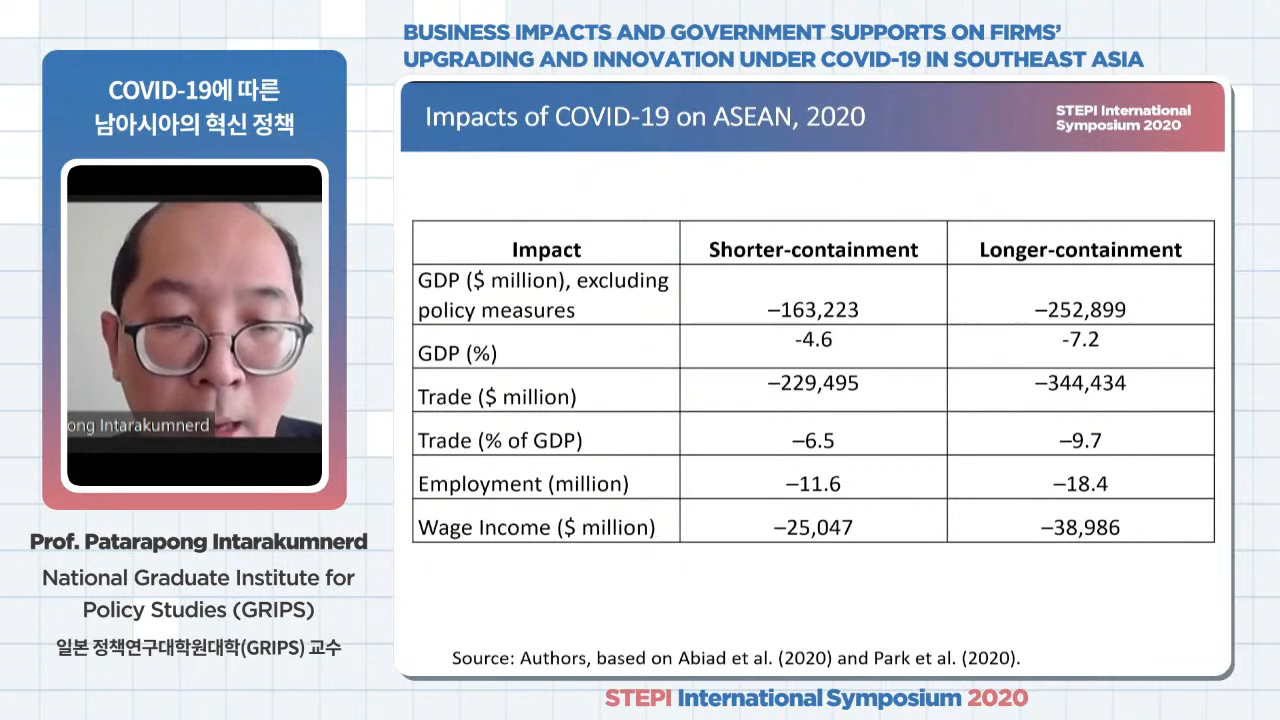 BUSINESS IMPACTS AND GOVERNMENT SUPPORTS ON FIRMS’
UPGRADING AND INNOVATION UNDER COVID-19 IN SOUTHEAST ASIA
COVID-19에 따른
남아시아의 혁신 정책
ong Intarakumnerd
Prof. Patarapong Intarakumnerd
National Graduate Institute for
Policy Studies (GRIPS)
일본 정책연구대학원대학(GRIPS) 교수
Impacts of COVID-19 on ASEAN, 2020
STEPI International
Symposium 2020
Impact Shorter-containment Longer-containment
GDP ($ million), excluding
policy measures –163,223 –252,899
GDP (%) -4.6 -7.2
Trade ($ million) –229,495 –344,434
Trade (% of GDP) –6.5 –9.7
Employment (million) –11.6 –18.4
Wage Income ($ million) –25,047 –38,986
Source: Authors, based on Abiad et al. (2020) and Park et al. (2020).
STEPI International Symposium 2020